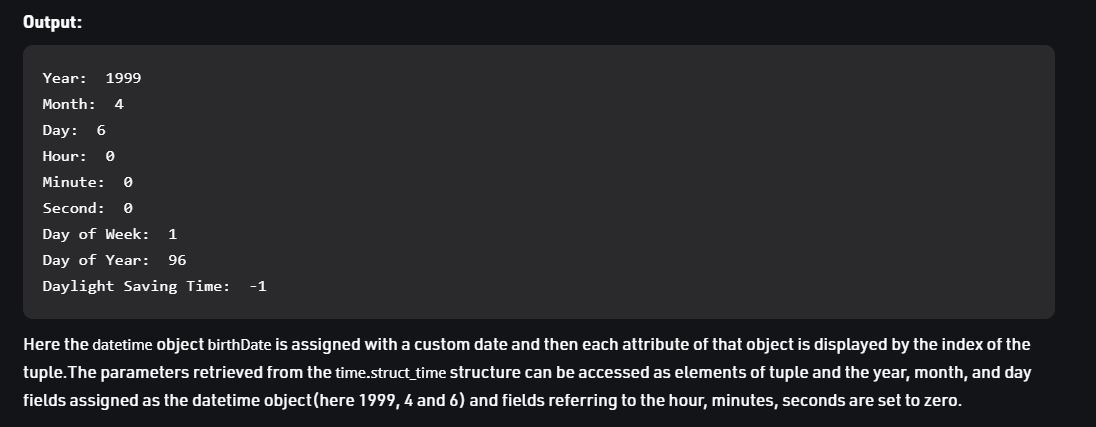 Output:
Year:  1999
Month:  4
Day:  6
Hour:  0
Minute:  0
Second:  0
Day of Week:  1
Day of Year:  96
Daylight Saving Time:  -1
Here the datetime object birthDate is assigned with a custom date and then each attribute of that object is displayed by the index of the
tuple.The parameters retrieved from the time.struct_time structure can be accessed as elements of tuple and the year, month, and day
fields assigned as the datetime object(here 1999, 4 and 6) and fields referring to the hour, minutes, seconds are set to zero.